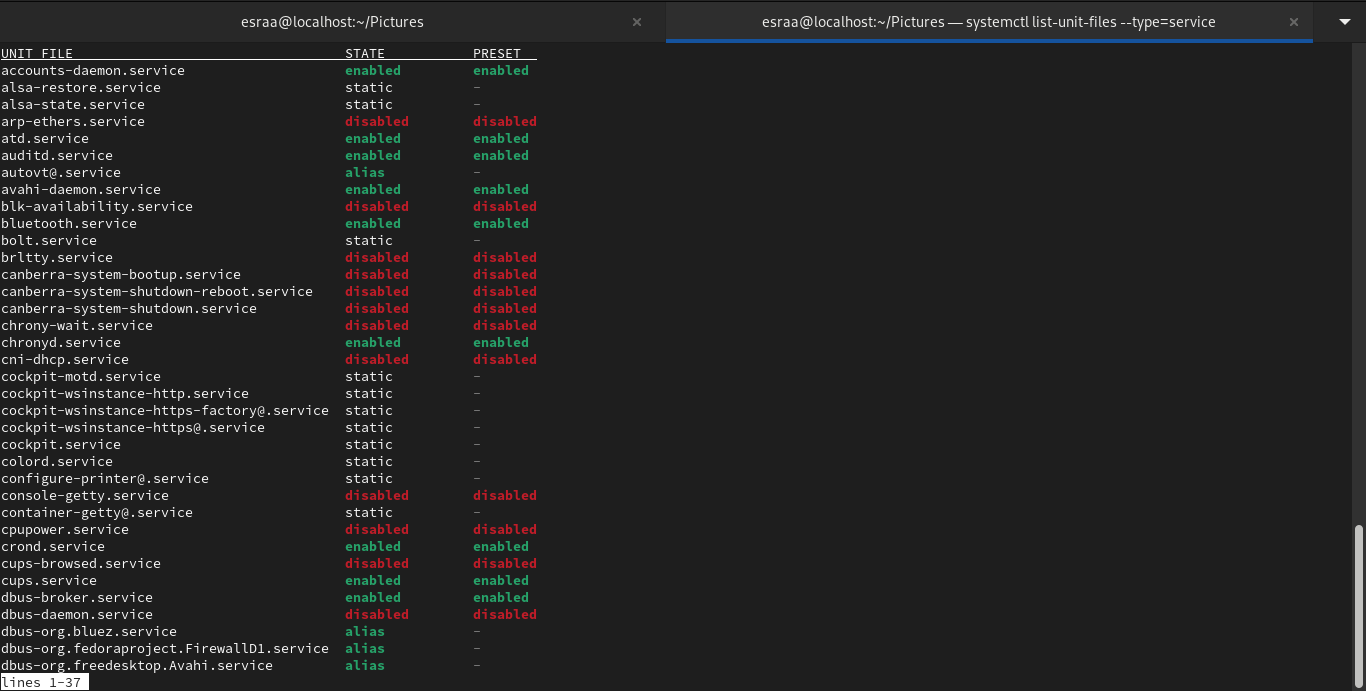 esraa@localhost:~/Pictures × esraa@localhost:~/Pictures — systemctl list-unit-files --type=service ×
UNIT FILE STATE PRESET
accounts-daemon.service enabled enabled
alsa-restore.service static -
alsa-state.service static -
arp-ethers.service disabled disabled
atd.service enabled enabled
auditd.service enabled enabled
autovt@.service alias -
avahi-daemon.service enabled enabled
blk-availability.service disabled disabled
bluetooth.service enabled enabled
bolt.service static -
brltty.service disabled disabled
canberra-system-bootup.service disabled disabled
canberra-system-shutdown-reboot.service disabled disabled
canberra-system-shutdown.service disabled disabled
chrony-wait.service disabled disabled
chronyd.service enabled enabled
cni-dhcp.service disabled disabled
cockpit-motd.service static -
cockpit-wsinstance-http.service static -
cockpit-wsinstance-https-factory@.service static -
cockpit-wsinstance-https@.service static -
cockpit.service static -
colord.service static -
configure-printer@.service static -
console-getty.service disabled disabled
container-getty@.service static -
cpupower.service disabled disabled
crond.service enabled enabled
cups-browsed.service disabled disabled
cups.service enabled enabled
dbus-broker.service enabled enabled
dbus-daemon.service disabled disabled
dbus-org.bluez.service alias -
dbus-org.fedoraproject.FirewallD1.service alias -
dbus-org.freedesktop.Avahi.service alias -
lines 1-37